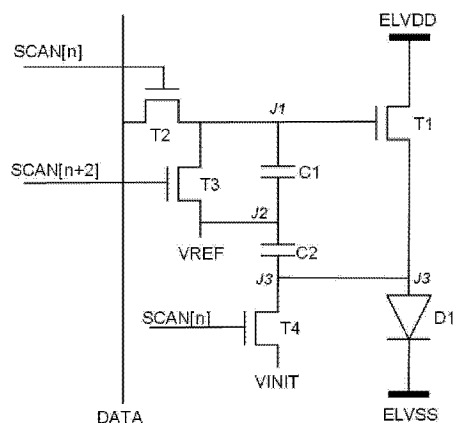 ELVDD
SCAN[n]
J1
T2
T1
T3
C1
SCAN[n+2]
J2
VREF
C2
J3
J3
SCAN[n]
T4
D1
VINIT
DATA
ELVSS